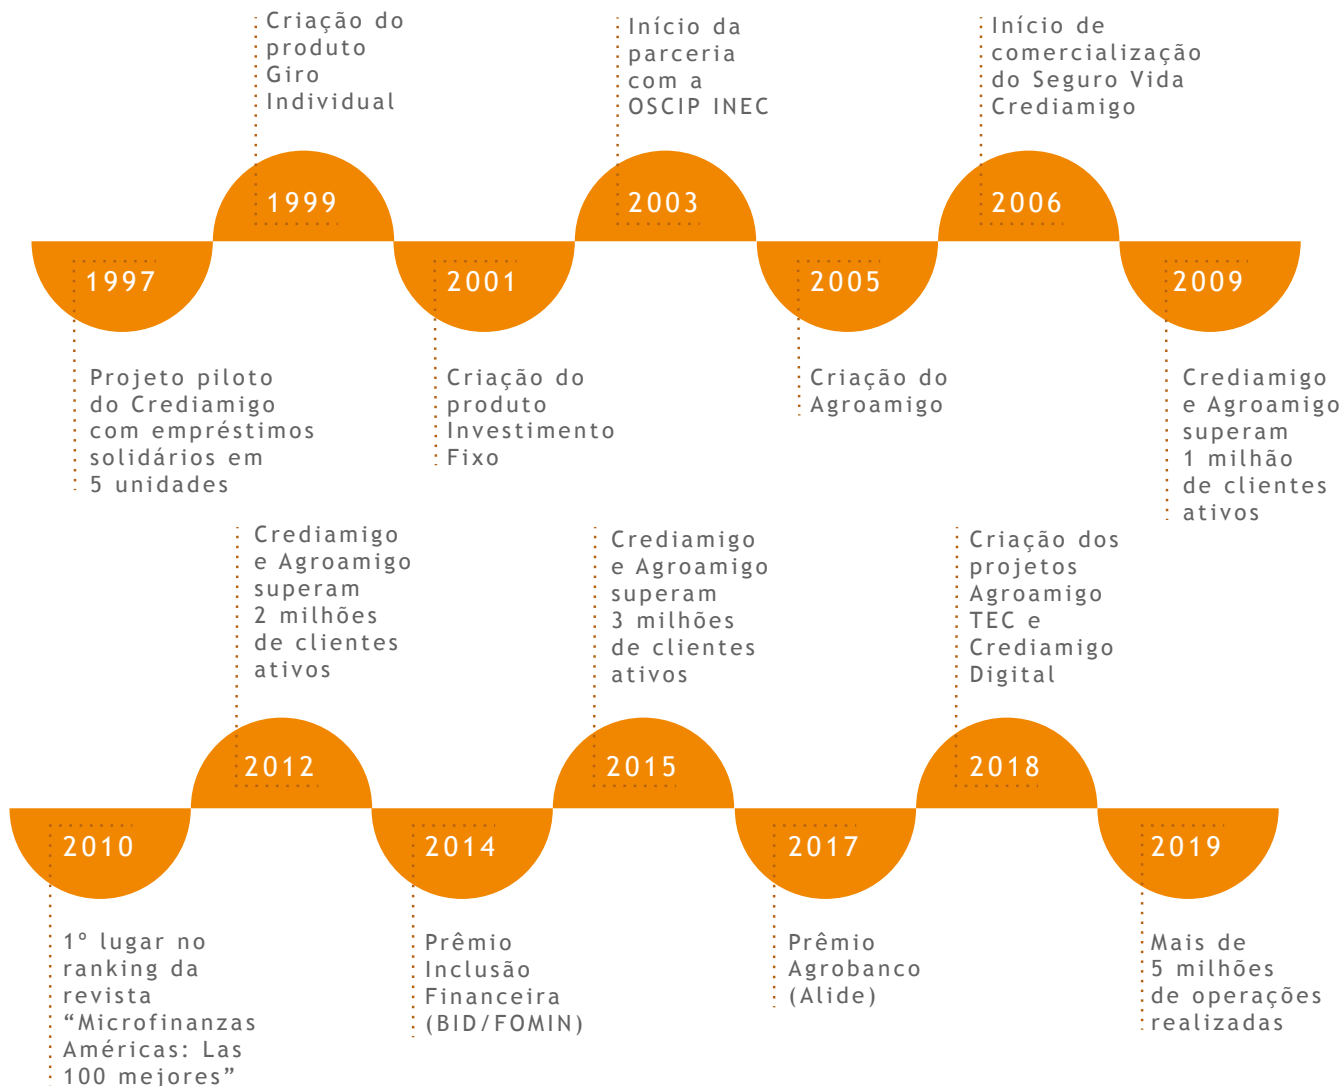 1997
Projeto piloto
do Crediamigo
com empréstimos
solidários em
5 unidades
Criação do
produto
Giro
Individual
1999
2001
Criação do
produto
Investimento
Fixo
Início da
parceria
com a
OSCIP INEC
2003
2005
Criação do
Agroamigo
Início de
comercialização
do Seguro Vida
Crediamigo
2006
2009
Crediamigo
e Agroamigo
superam
1 milhão
de clientes
ativos
2010
1º lugar no
ranking da
revista
“Microfinanzas
Américas: Las
100 mejores”
Crediamigo
e Agroamigo
superam
2 milhões
de clientes
ativos
2012
2014
Prêmio
Inclusão
Financeira
(BID/FOMIN)
Crediamigo
e Agroamigo
superam
3 milhões
de clientes
ativos
2015
2017
Prêmio
Agrobanco
(Alide)
Criação dos
projetos
Agroamigo
TEC e
Crediamigo
Digital
2018
2019
Mais de
5 milhões
de operações
realizadas